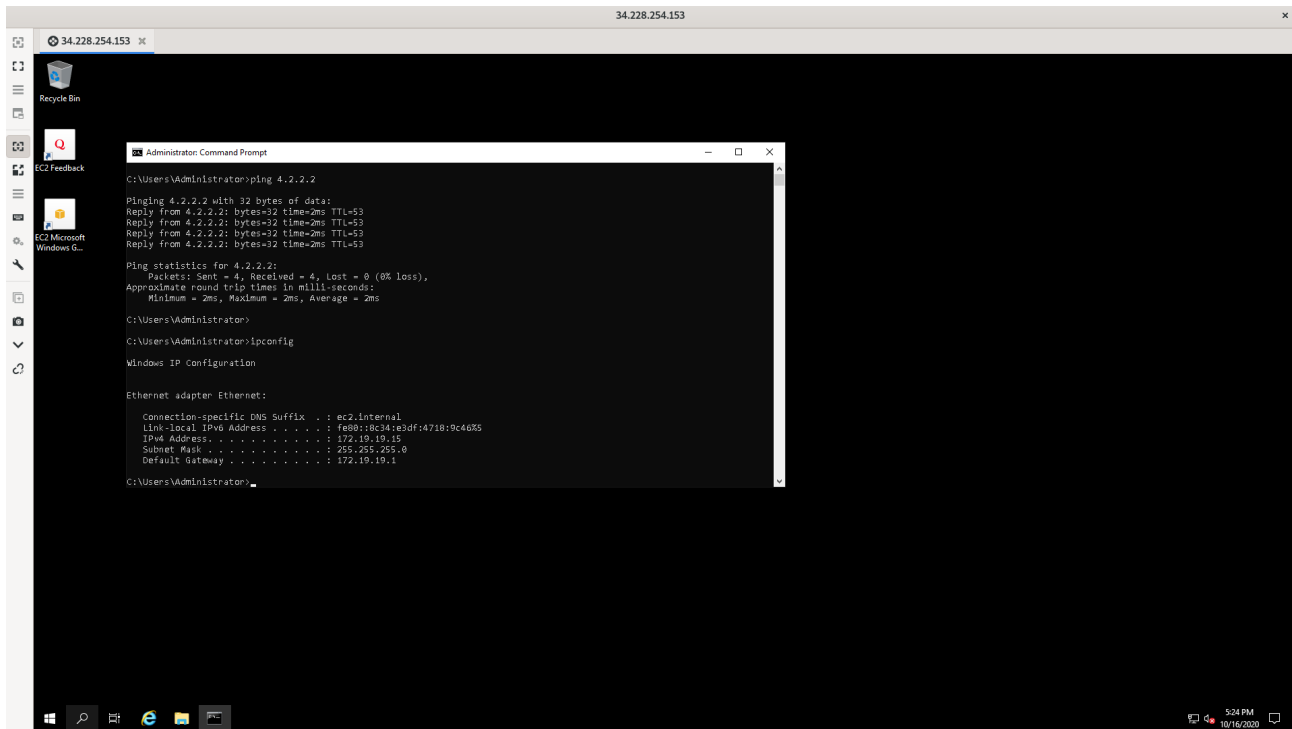 34.228.254.153
34.228.254.153
Recycle Bin
EC2 Feedback
EC2 Microsoft
Windows G...
Administrator: Command Prompt
C:\Users\Administrator>ping 4.2.2.2
Pinging 4.2.2.2 with 32 bytes of data:
Reply from 4.2.2.2: bytes=32 time=2ms TTL=53
Reply from 4.2.2.2: bytes=32 time=2ms TTL=53
Reply from 4.2.2.2: bytes=32 time=2ms TTL=53
Reply from 4.2.2.2: bytes=32 time=2ms TTL=53
Ping statistics for 4.2.2.2:
    Packets: Sent = 4, Received = 4, Lost = 0 (0% loss),
Approximate round trip times in milli-seconds:
    Minimum = 2ms, Maximum = 2ms, Average = 2ms
C:\Users\Administrator>
C:\Users\Administrator>ipconfig
Windows IP Configuration
Ethernet adapter Ethernet:
   Connection-specific DNS Suffix  . : ec2.internal
   Link-local IPv6 Address . . . . . : fe80::8c34:e3df:4718:9c46%5
   IPv4 Address. . . . . . . . . . . : 172.19.19.15
   Subnet Mask . . . . . . . . . . . : 255.255.255.0
   Default Gateway . . . . . . . . . : 172.19.19.1
C:\Users\Administrator>
5:24 PM
10/16/2020